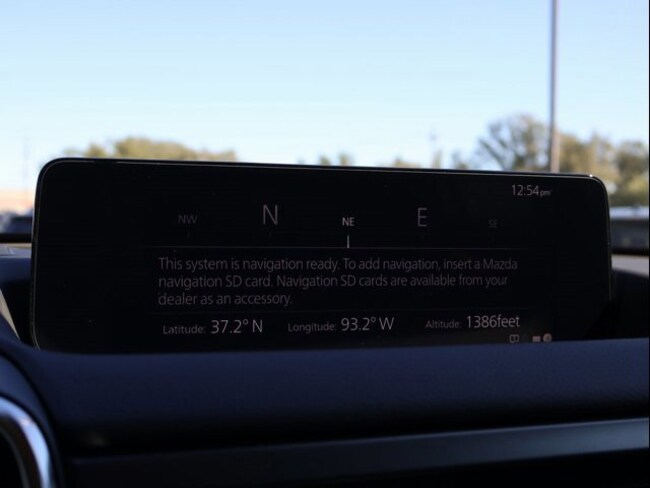 12:54pm
NW N NE E SE
This system is navigation ready. To add navigation, insert a Mazda
navigation SD card. Navigation SD cards are available from your
dealer as an accessory.
Latitude: 37.2° N Longitude: 93.2° W Altitude: 1386feet